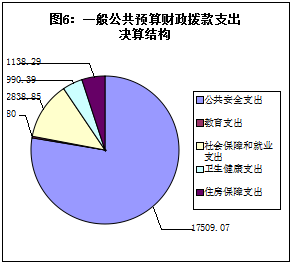 图6：一般公共预算财政拨款支出
决算结构
1138.29
990.39
2838.85
80
17509.07
公共安全支出
教育支出
社会保障和就业
支出
卫生健康支出
住房保障支出